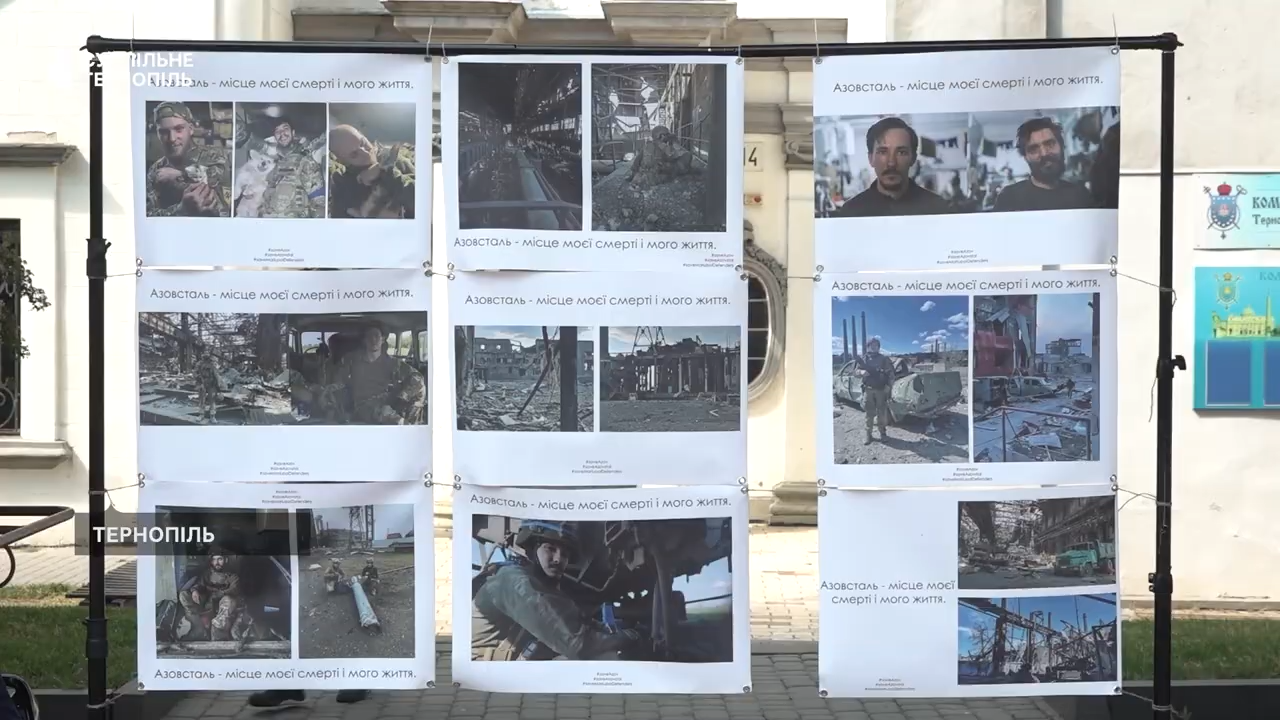 СУСПІЛЬНЕ
ТЕРНОПІЛЬ
Азовсталь - місце моєї смерті і мого життя.
Азовсталь - місце моєї смерті і мого життя.
Азовсталь - місце моєї смерті і мого життя.
Азовсталь - місце моєї смерті і мого життя.
Азовсталь - місце моєї смерті і мого життя.
Азовсталь - місце моєї смерті і мого життя.
Азовсталь - місце моєї смерті і мого життя.
Азовсталь - місце моєї смерті і мого життя.
Азовсталь - місце моєї
смерті і мого життя.
ТЕРНОПІЛЬ
14
КОМ
Терно